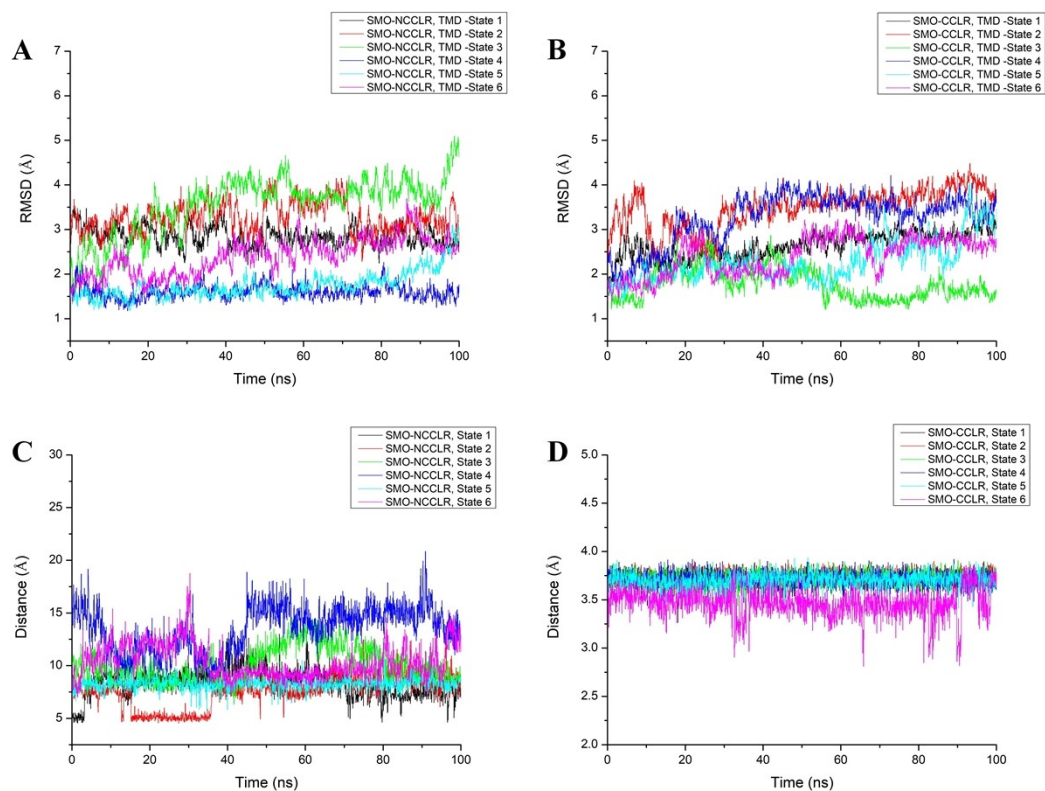 A
SMO-NCCLR, TMD -State 1
SMO-NCCLR, TMD -State 2
SMO-NCCLR, TMD -State 3
SMO-NCCLR, TMD -State 4
SMO-NCCLR, TMD -State 5
SMO-NCCLR, TMD -State 6
7
6
5
4
3
2
1
RMSD (Å)
0 20 40 60 80 100
Time (ns)
B
SMO-CCLR, TMD -State 1
SMO-CCLR, TMD -State 2
SMO-CCLR, TMD -State 3
SMO-CCLR, TMD -State 4
SMO-CCLR, TMD -State 5
SMO-CCLR, TMD -State 6
7
6
5
4
3
2
1
RMSD (Å)
0 20 40 60 80 100
Time (ns)
C
SMO-NCCLR, State 1
SMO-NCCLR, State 2
SMO-NCCLR, State 3
SMO-NCCLR, State 4
SMO-NCCLR, State 5
SMO-NCCLR, State 6
30
25
20
15
10
5
Distance (Å)
0 20 40 60 80 100
Time (ns)
D
SMO-CCLR, State 1
SMO-CCLR, State 2
SMO-CCLR, State 3
SMO-CCLR, State 4
SMO-CCLR, State 5
SMO-CCLR, State 6
5.0
4.5
4.0
3.5
3.0
2.5
2.0
Distance (Å)
0 20 40 60 80 100
Time (ns)